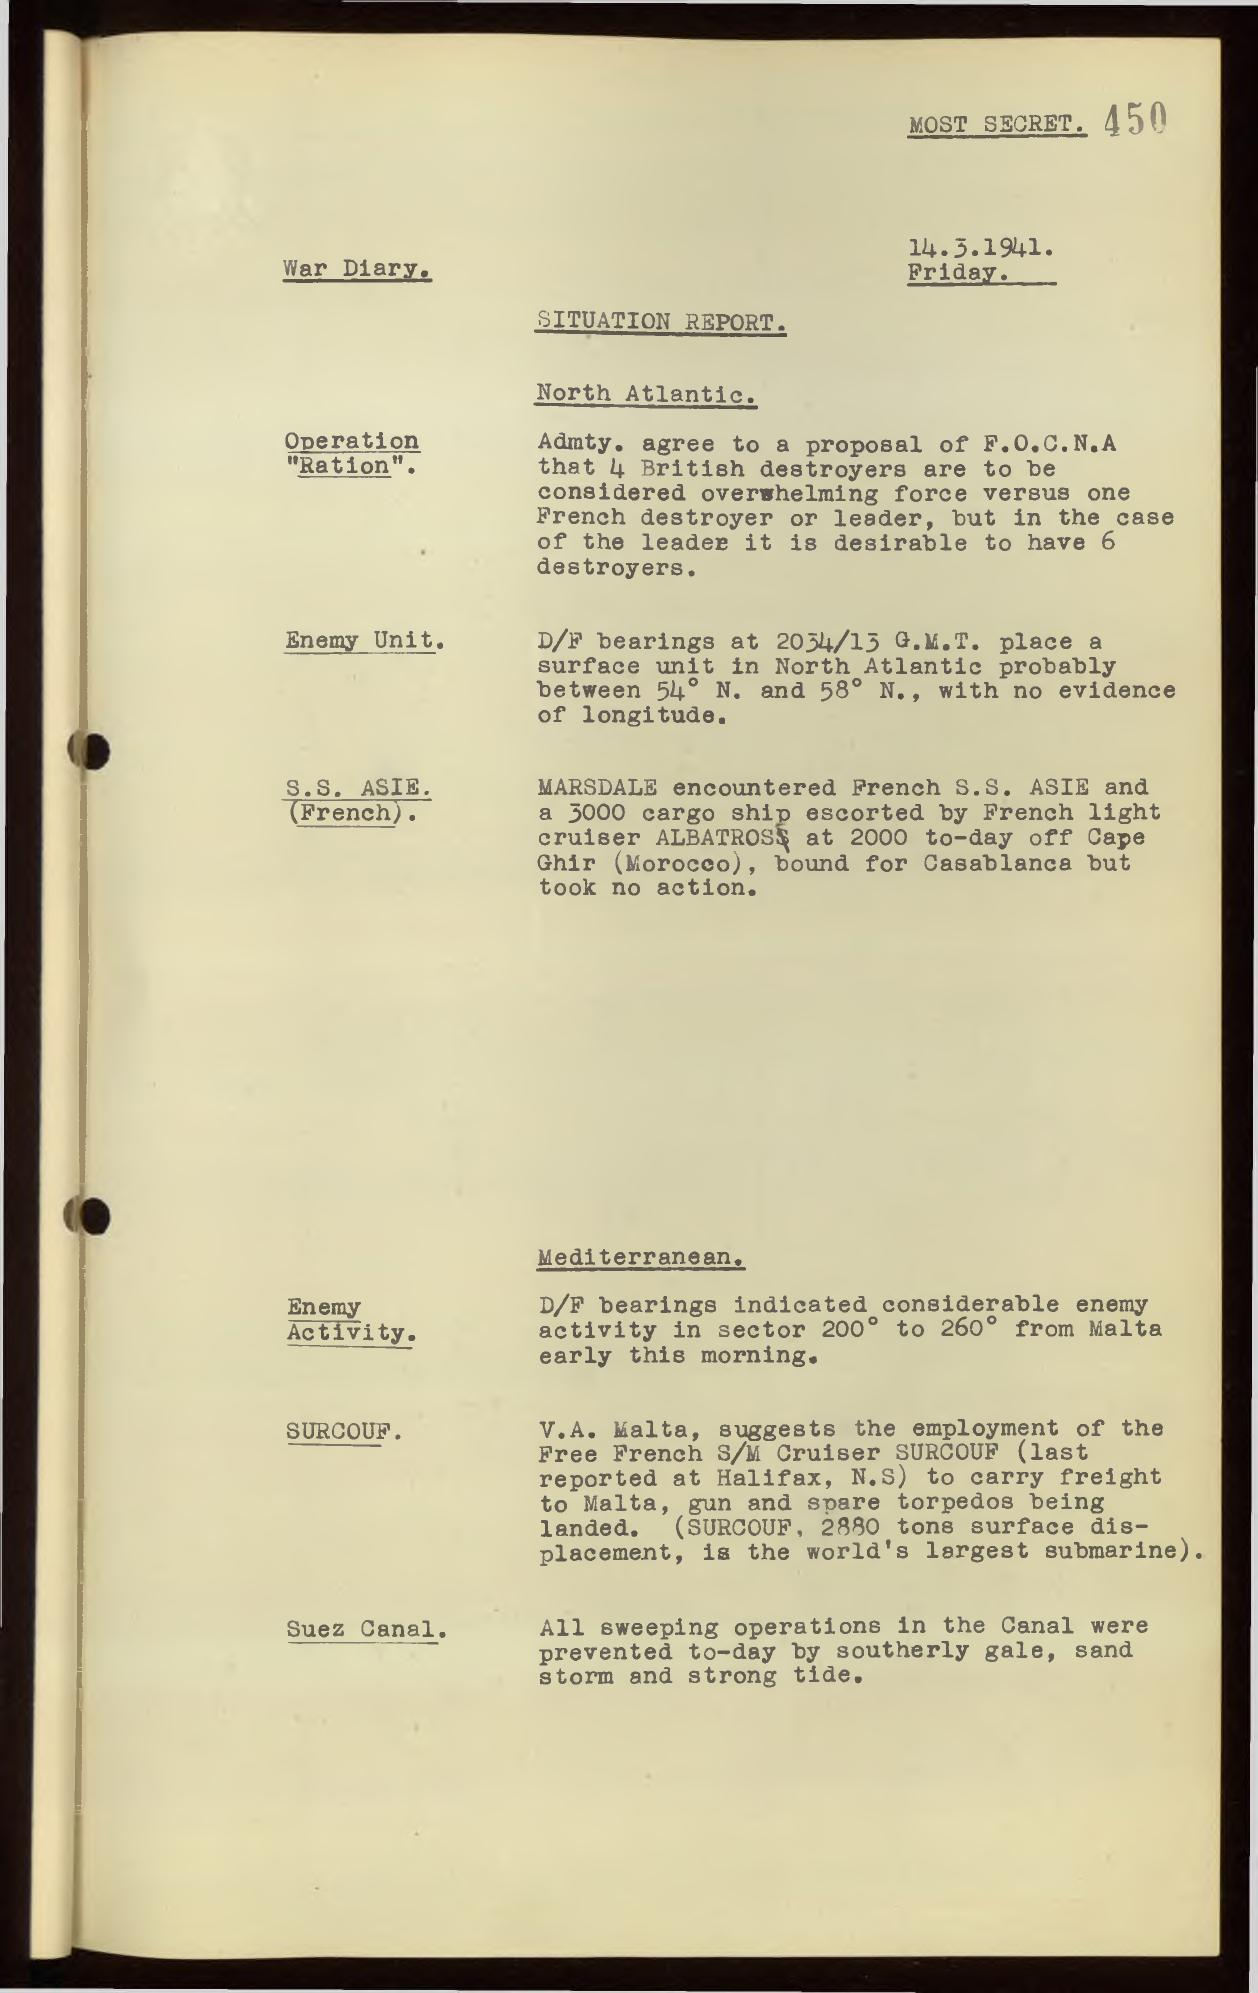 MOST SECRET. 450
14.3.1941.
War Diary.
Friday.
SITUATION REPORT.
North Atlantic.
Operation
"Ration".
Admty. agree to a proposal of F.O.C.N.A
that 4 British destroyers are to be
considered overwhelming force versus one
French destroyer or leader, but in the case
of the leader it is desirable to have 6
destroyers.
Enemy Unit.
D/F bearings at 2034/13 G.M.T. place a
surface unit in North Atlantic probably
between 54° N. and 58° N., with no evidence
of longitude.
S.S. ASIE.
(French).
MARSDALE encountered French S.S. ASIE and
a 3000 cargo ship escorted by French light
cruiser ALBATROSS at 2000 to-day off Cape
Ghir (Morocco), bound for Casablanca but
took no action.
Mediterranean.
Enemy
Activity.
D/F bearings indicated considerable enemy
activity in sector 200° to 260° from Malta
early this morning.
SURCOUF.
V.A. Malta, suggests the employment of the
Free French S/M Cruiser SURCOUF (last
reported at Halifax, N.S) to carry freight
to Malta, gun and spare torpedos being
landed. (SURCOUF, 2880 tons surface dis-
placement, is the world's largest submarine).
Suez Canal.
All sweeping operations in the Canal were
prevented to-day by southerly gale, sand
storm and strong tide.